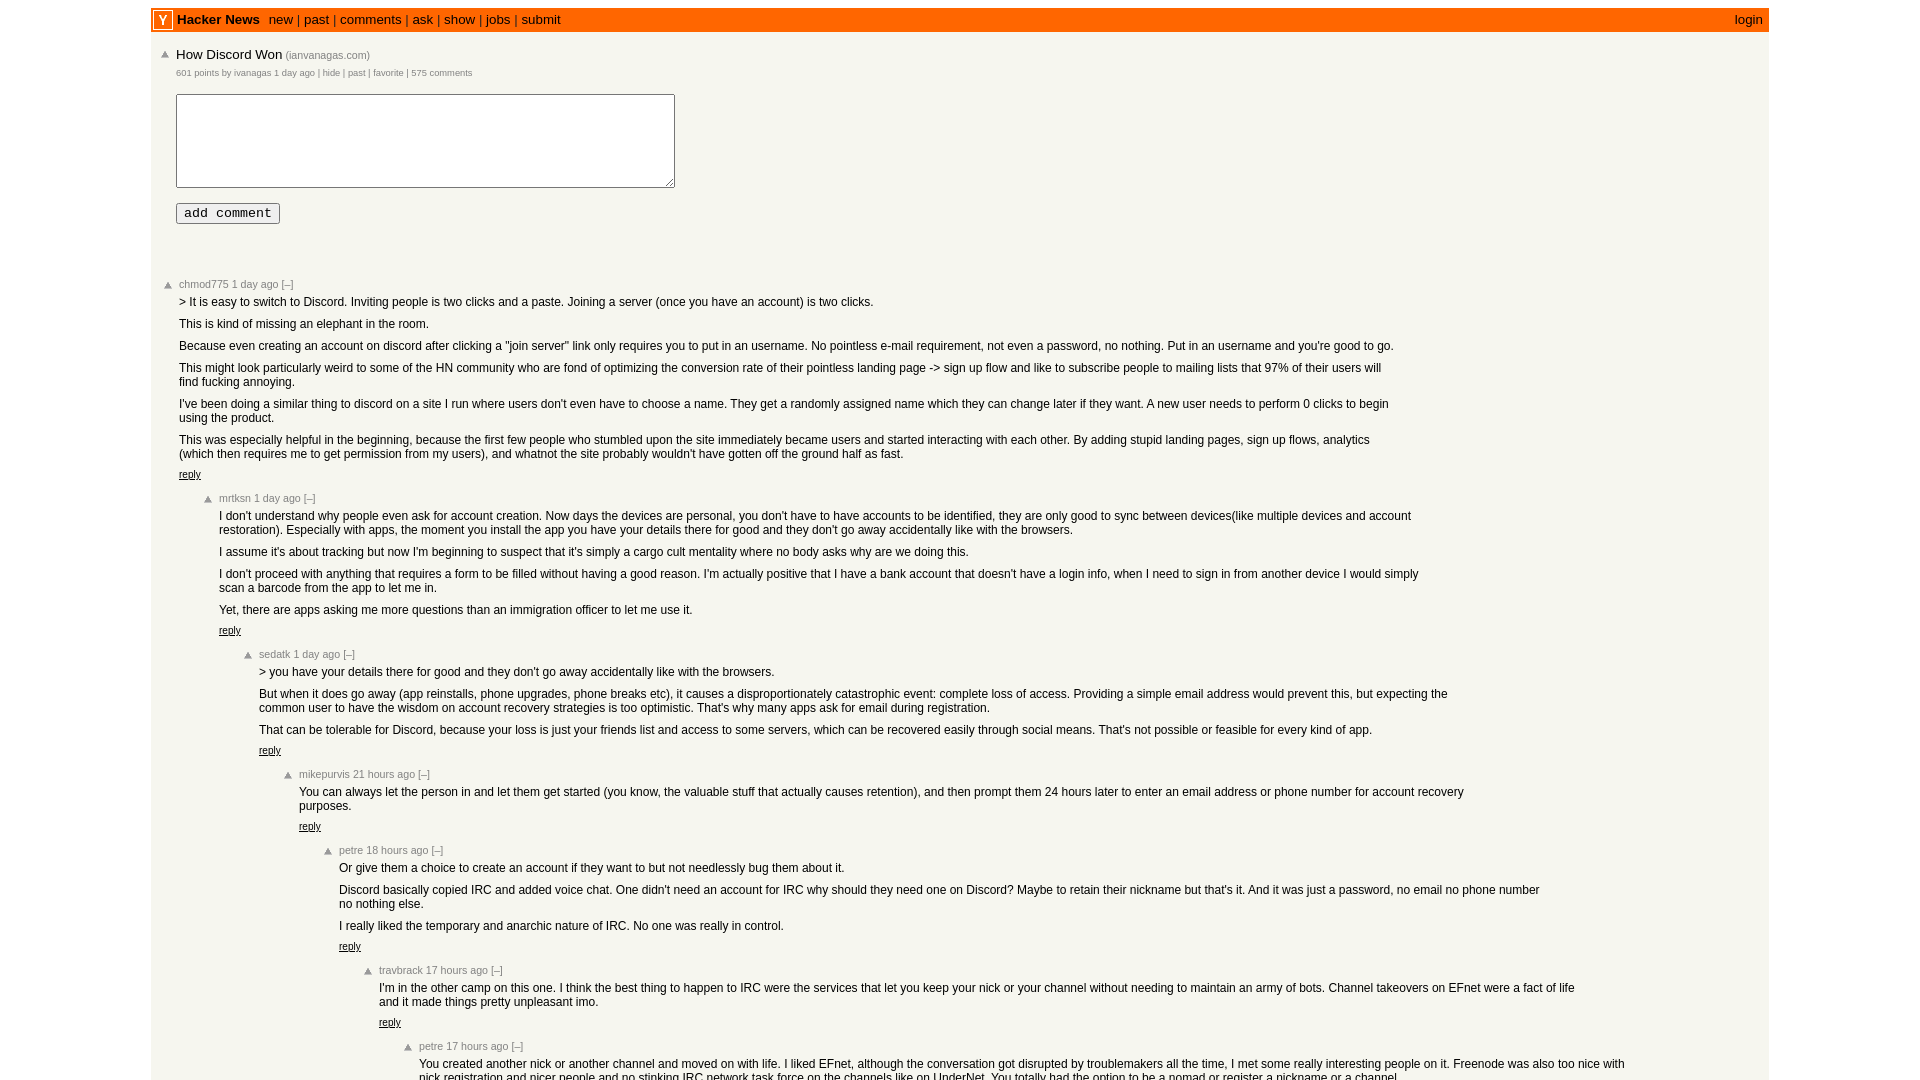 Y Hacker News new | past | comments | ask | show | jobs | submit login
How Discord Won (ianvanagas.com)
601 points by ivanagas 1 day ago | hide | past | favorite | 575 comments
add comment
chmod775 1 day ago [–]
> It is easy to switch to Discord. Inviting people is two clicks and a paste. Joining a server (once you have an account) is two clicks.
This is kind of missing an elephant in the room.
Because even creating an account on discord after clicking a "join server" link only requires you to put in an username. No pointless e-mail requirement, not even a password, no nothing. Put in an username and you're good to go.
This might look particularly weird to some of the HN community who are fond of optimizing the conversion rate of their pointless landing page -> sign up flow and like to subscribe people to mailing lists that 97% of their users will
find fucking annoying.
I've been doing a similar thing to discord on a site I run where users don't even have to choose a name. They get a randomly assigned name which they can change later if they want. A new user needs to perform 0 clicks to begin
using the product.
This was especially helpful in the beginning, because the first few people who stumbled upon the site immediately became users and started interacting with each other. By adding stupid landing pages, sign up flows, analytics
(which then requires me to get permission from my users), and whatnot the site probably wouldn't have gotten off the ground half as fast.
reply
mrtksn 1 day ago [–]
I don't understand why people even ask for account creation. Now days the devices are personal, you don't have to have accounts to be identified, they are only good to sync between devices(like multiple devices and account
restoration). Especially with apps, the moment you install the app you have your details there for good and they don't go away accidentally like with the browsers.
I assume it's about tracking but now I'm beginning to suspect that it's simply a cargo cult mentality where no body asks why are we doing this.
I don't proceed with anything that requires a form to be filled without having a good reason. I'm actually positive that I have a bank account that doesn't have a login info, when I need to sign in from another device I would simply
scan a barcode from the app to let me in.
Yet, there are apps asking me more questions than an immigration officer to let me use it.
reply
sedatk 1 day ago [–]
> you have your details there for good and they don't go away accidentally like with the browsers.
But when it does go away (app reinstalls, phone upgrades, phone breaks etc), it causes a disproportionately catastrophic event: complete loss of access. Providing a simple email address would prevent this, but expecting the
common user to have the wisdom on account recovery strategies is too optimistic. That's why many apps ask for email during registration.
That can be tolerable for Discord, because your loss is just your friends list and access to some servers, which can be recovered easily through social means. That's not possible or feasible for every kind of app.
reply
mikepurvis 21 hours ago [–]
You can always let the person in and let them get started (you know, the valuable stuff that actually causes retention), and then prompt them 24 hours later to enter an email address or phone number for account recovery
purposes.
reply
petre 18 hours ago [–]
Or give them a choice to create an account if they want to but not needlessly bug them about it.
Discord basically copied IRC and added voice chat. One didn't need an account for IRC why should they need one on Discord? Maybe to retain their nickname but that's it. And it was just a password, no email no phone number
no nothing else.
I really liked the temporary and anarchic nature of IRC. No one was really in control.
reply
travbrack 17 hours ago [–]
I'm in the other camp on this one. I think the best thing to happen to IRC were the services that let you keep your nick or your channel without needing to maintain an army of bots. Channel takeovers on EFnet were a fact of life
and it made things pretty unpleasant imo.
reply
petre 17 hours ago [–]
You created another nick or another channel and moved on with life. I liked EFnet, although the conversation got disrupted by troublemakers all the time, I met some really interesting people on it. Freenode was also too nice with
nick registration and nicer people and no stinking IRC network task force on the channels like on UnderNet. You totally had the option to be a nomad or register a nickname or a channel.